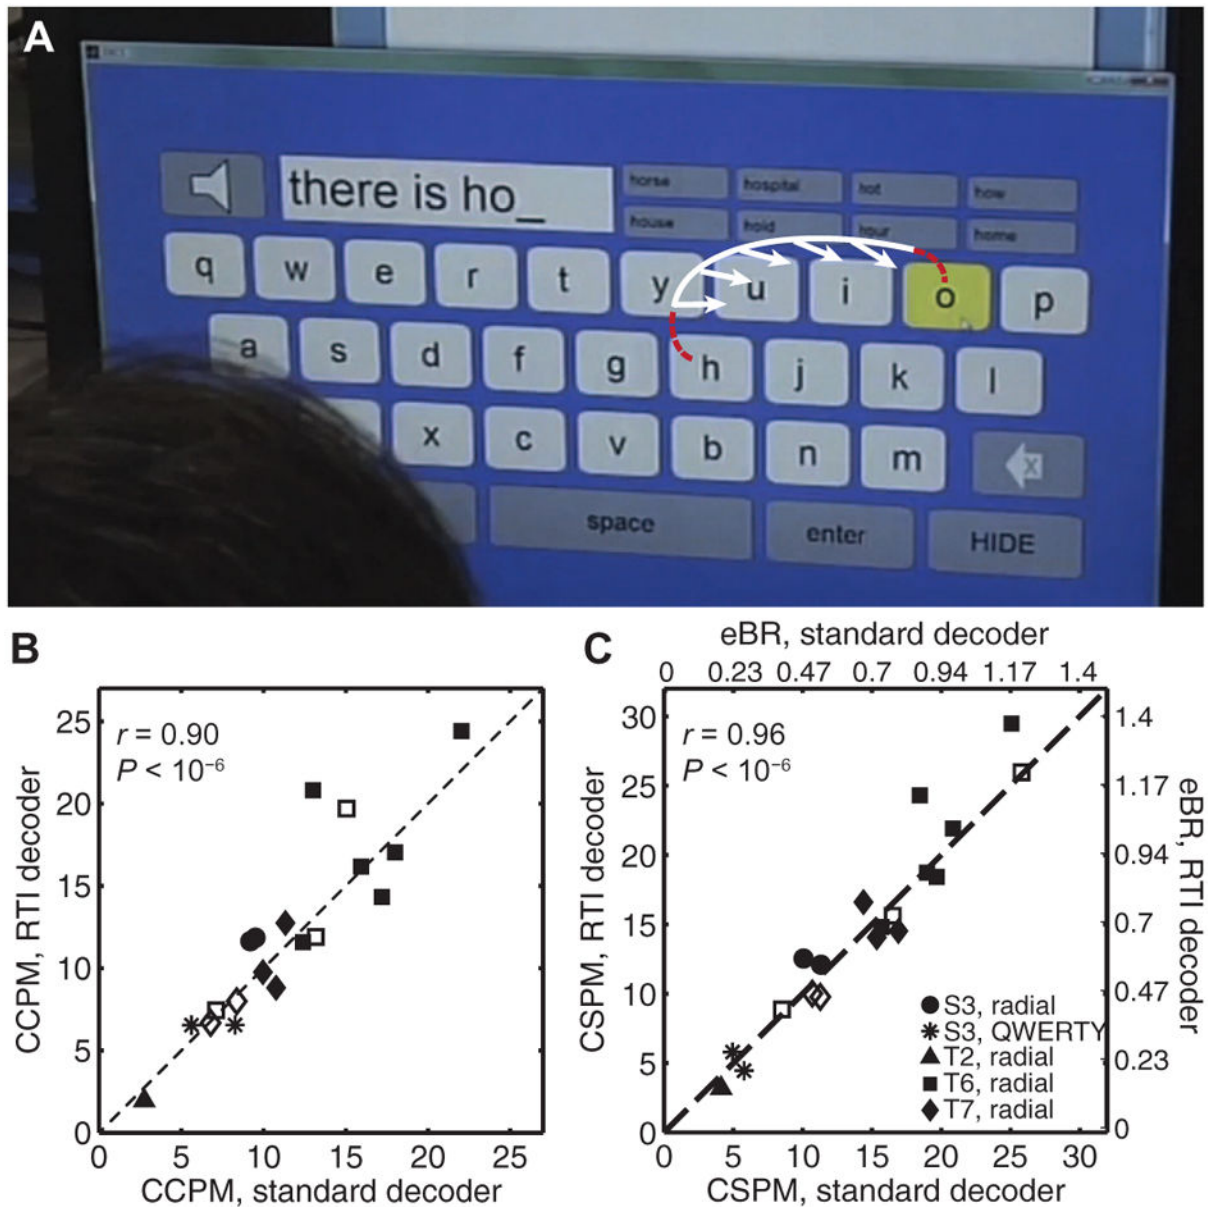 A
there is ho_
horse hospital hot how
house hold hour home
q w e r t y u i o p
a s d f g h j k l
x c v b n m x
space enter HIDE
B
CCPM, RTI decoder
25
20
15
10
5
0
r = 0.90
P < 10⁻⁶
0 5 10 15 20 25
CCPM, standard decoder
C
eBR, standard decoder
0 0.23 0.47 0.7 0.94 1.17 1.4
CSPM, RTI decoder
30
25
20
15
10
5
0
r = 0.96
P < 10⁻⁶
S3, radial
S3, QWERTY
T2, radial
T6, radial
T7, radial
1.4
1.17
0.94
0.7
0.47
0.23
0
eBR, RTI decoder
0 5 10 15 20 25 30
CSPM, standard decoder